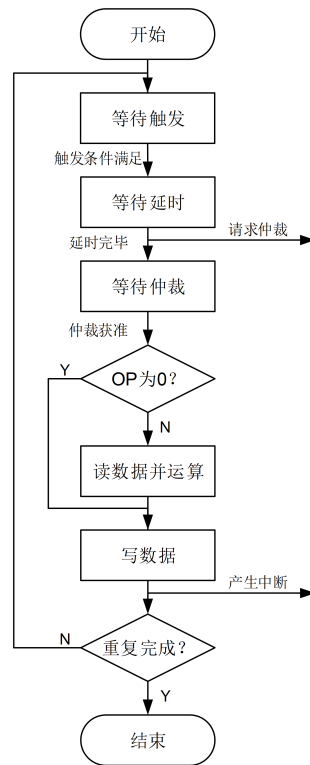 开始
等待触发
触发条件满足
等待延时
延时完毕
请求仲裁
等待仲裁
仲裁获准
Y
OP为0?
N
读数据并运算
写数据
产生中断
N
重复完成?
Y
结束